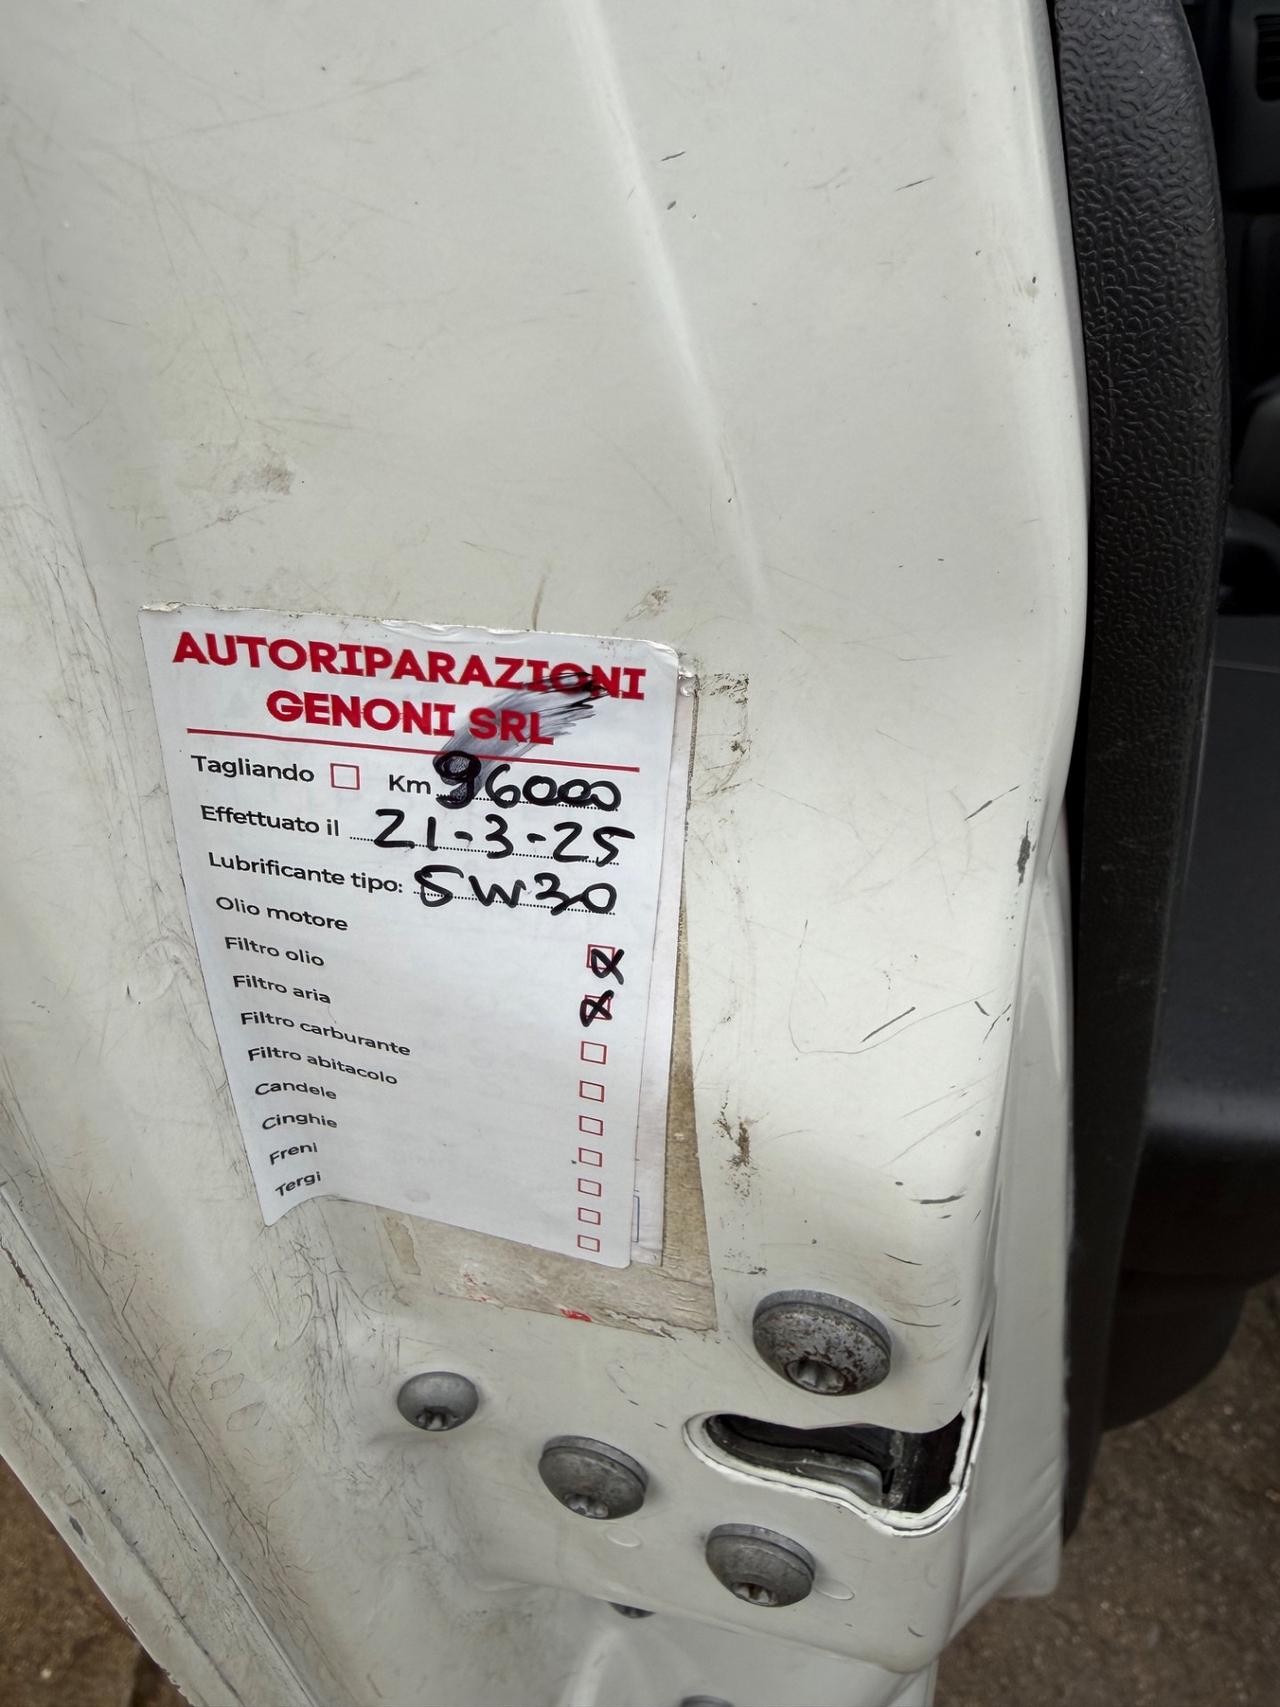 AUTORIPARAZIONI
GENONI SRL
Tagliando Km 96000
Effettuato il 21-3-25
Lubrificante tipo: 5W30
Olio motore
Filtro olio
Filtro aria
Filtro carburante
Filtro abitacolo
Candele
Cinghie
Freni
Tergi